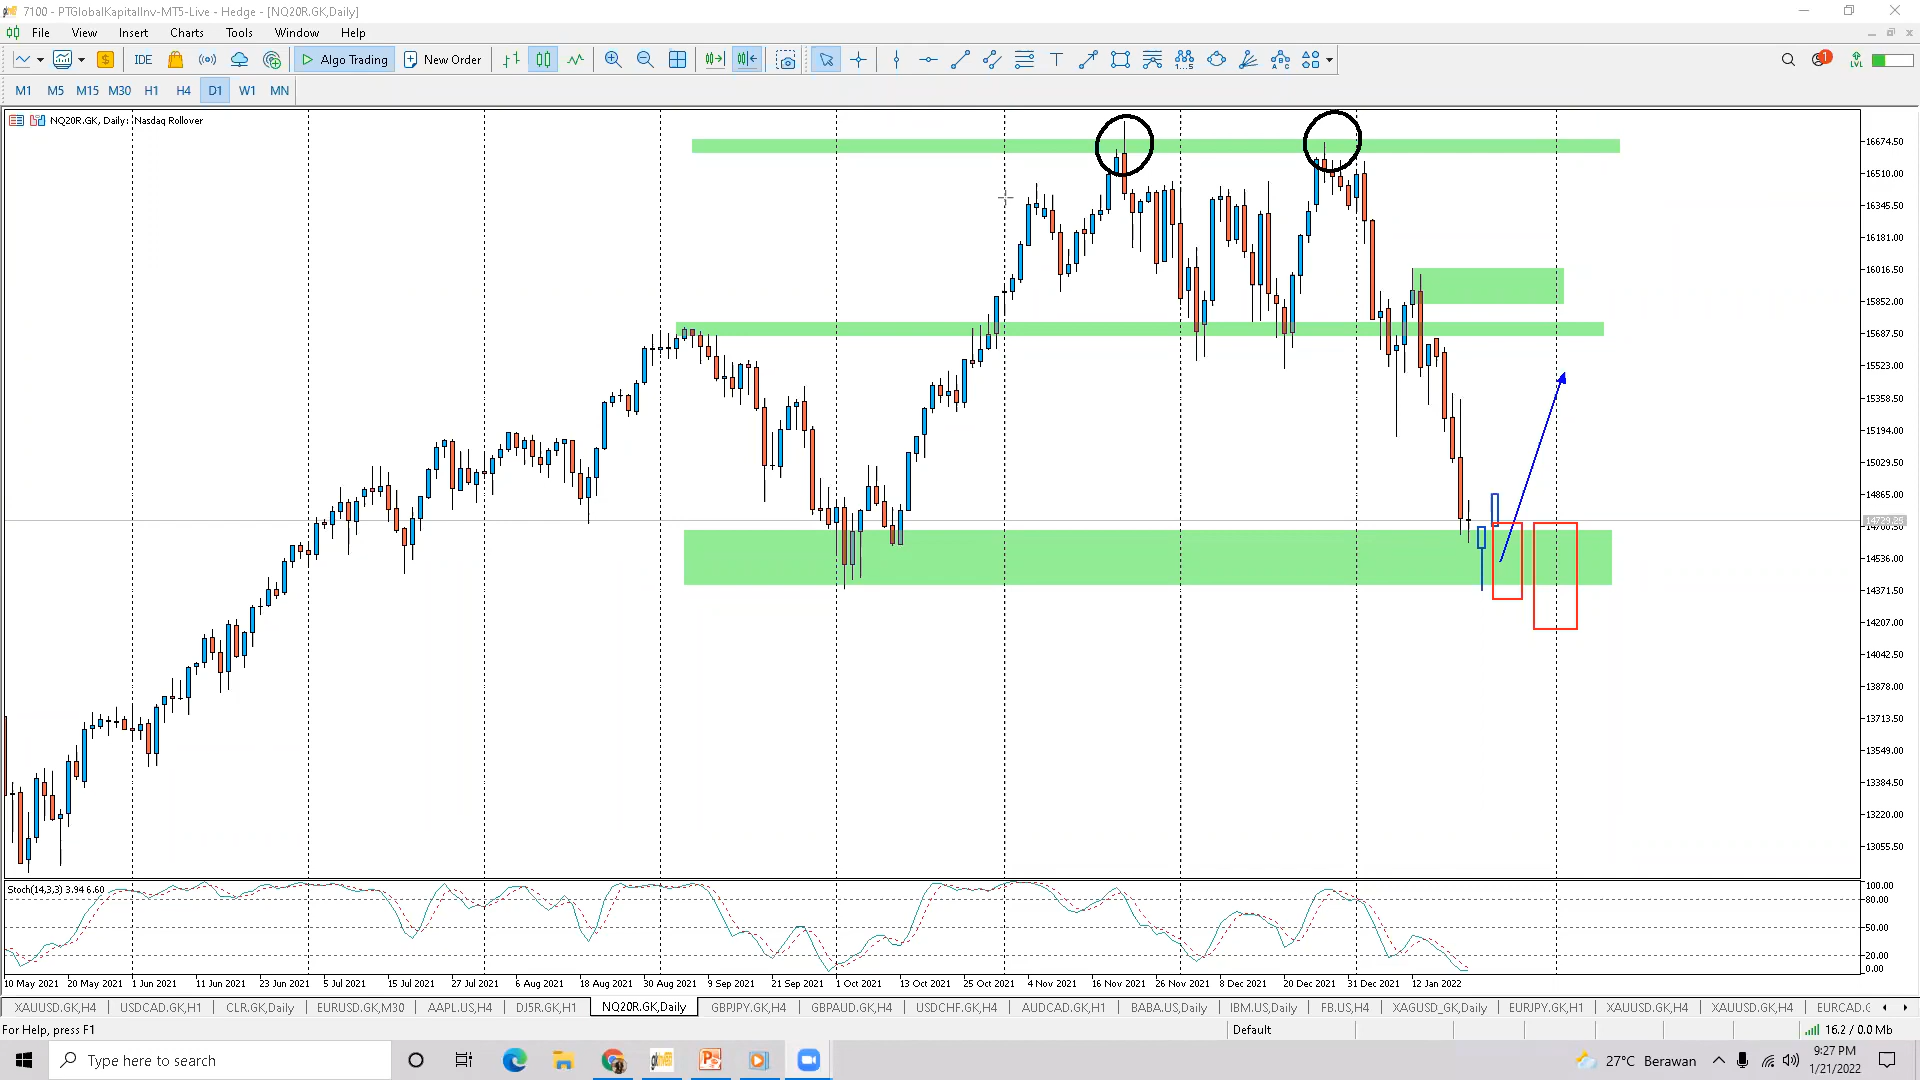 7100 - PTGlobalKapitalInv-MT5-Live - Hedge - [NQ20R.GK,Daily]
File View Insert Charts Tools Window Help
IDE Algo Trading New Order 1
M1 M5 M15 M30 H1 H4 D1 W1 MN
NQ20R.GK, Daily: Nasdaq Rollover
16674.50
16510.00
16345.50
16181.00
16016.50
15852.00
15687.50
15523.00
15358.50
15194.00
15029.50
14865.00
14700.50
14536.00
14371.50
14207.00
14042.50
13878.00
13713.50
13549.00
13384.50
13220.00
13055.50
Stoch(14,3,3) 3.94 6.60
100.00
80.00
50.00
20.00
0.00
10 May 2021 20 May 2021 1 Jun 2021 11 Jun 2021 23 Jun 2021 5 Jul 2021 15 Jul 2021 27 Jul 2021 6 Aug 2021 18 Aug 2021 30 Aug 2021 9 Sep 2021 21 Sep 2021 1 Oct 2021 13 Oct 2021 25 Oct 2021 4 Nov 2021 16 Nov 2021 26 Nov 2021 8 Dec 2021 20 Dec 2021 31 Dec 2021 12 Jan 2022
XAUUSD.GK,H4 USDCAD.GK,H1 CLR.GK,Daily EURUSD.GK,M30 AAPL.US,H4 DJ5R.GK,H1 NQ20R.GK,Daily GBPJPY.GK,H4 GBPAUD.GK,H4 USDCHF.GK,H4 AUDCAD.GK,H1 BABA.US,Daily IBM.US,Daily FB.US,H4 XAGUSD_GK,Daily EURJPY.GK,H1 XAUUSD.GK,H4 XAUUSD.GK,H4 EURCAD.G
For Help, press F1 Default 16.2 / 0.0 Mb
Type here to search 27°C Berawan 9:27 PM
1/21/2022